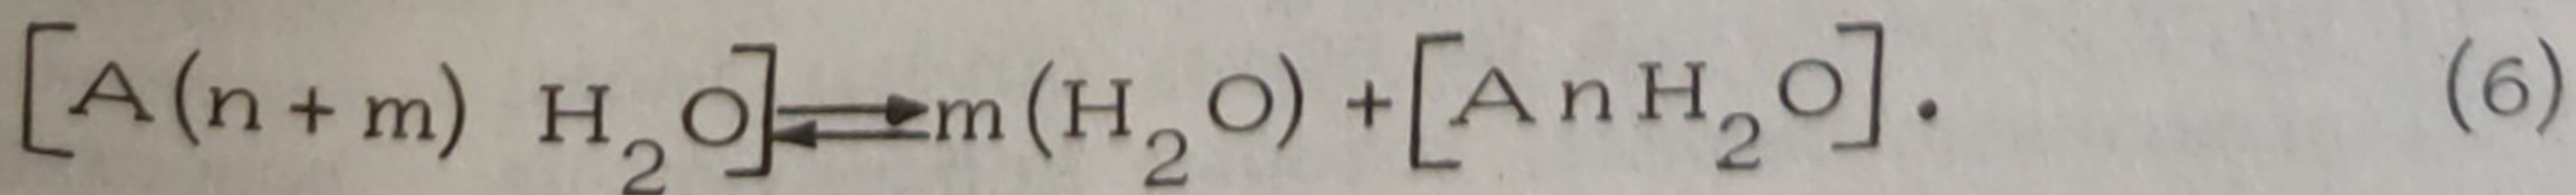 [A(n+m) H₂O]⇌m(H₂O) +[A n H₂O]. (6)